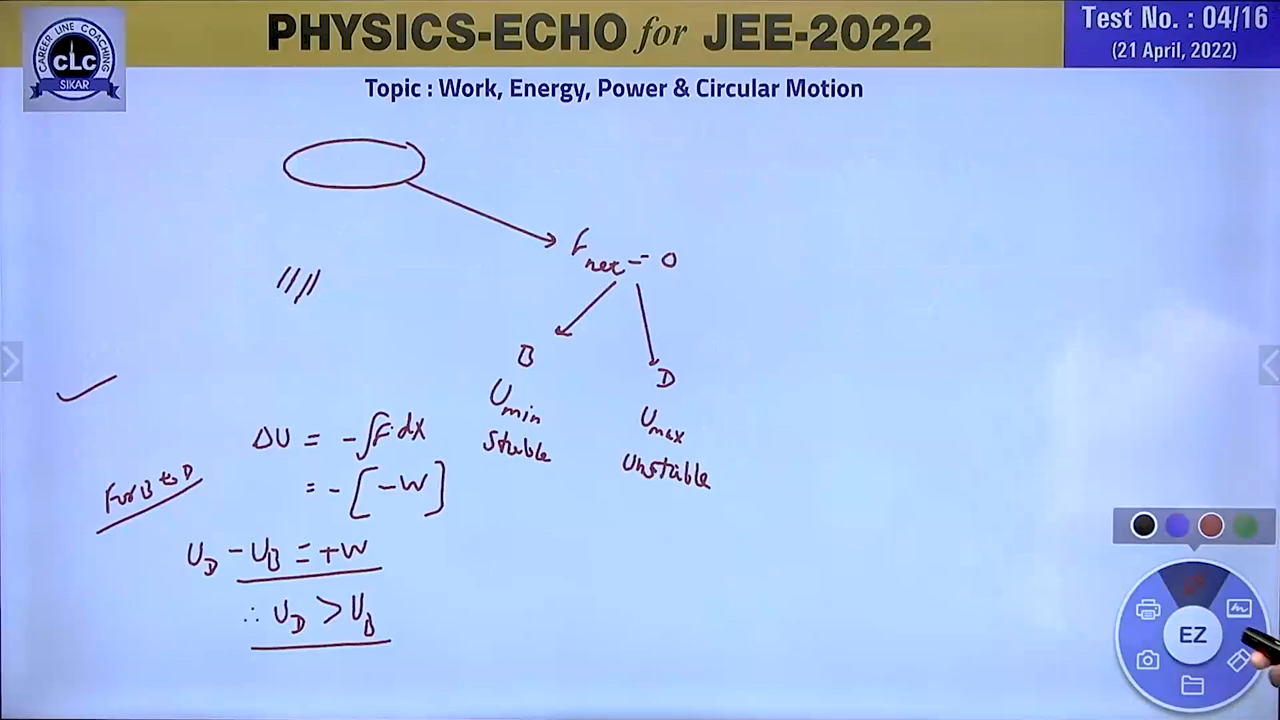 PHYSICS-ECHO for JEE-2022
Test No. : 04/16
(21 April, 2022)
CAREER LINE COACHING
CLC
SIKAR
Topic : Work, Energy, Power & Circular Motion
Fnet = 0
B
D
Umin
Umax
Stable
Unstable
ΔU = -∫F·dx
For B to D
= -[-W]
UD - UB = +W
∴ UD > UB
EZ